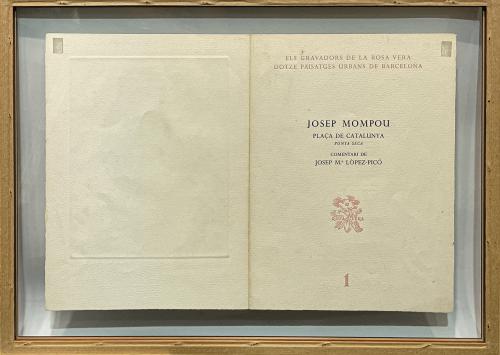 ELS GRAVADORS DE LA ROSA VERA
DOTZE PAISATGES URBANS DE BARCELONA
JOSEP MOMPOU
PLAÇA DE CATALUNYA
PUNTA SECA
COMENTARI DE
JOSEP Mª LÒPEZ-PICÓ
1